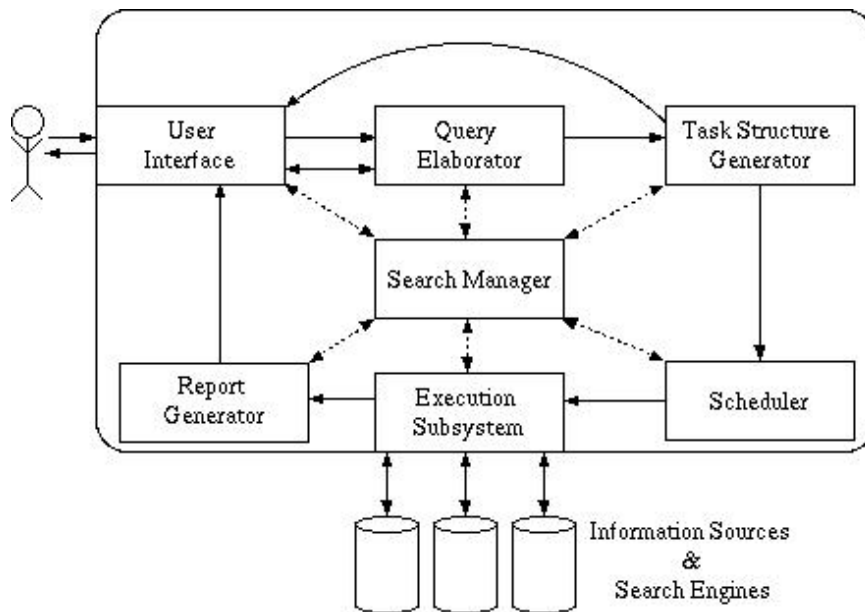 User
Interface
Query
Elaborator
Task Structure
Generator
Search Manager
Report
Generator
Execution
Subsystem
Scheduler
Information Sources
&
Search Engines